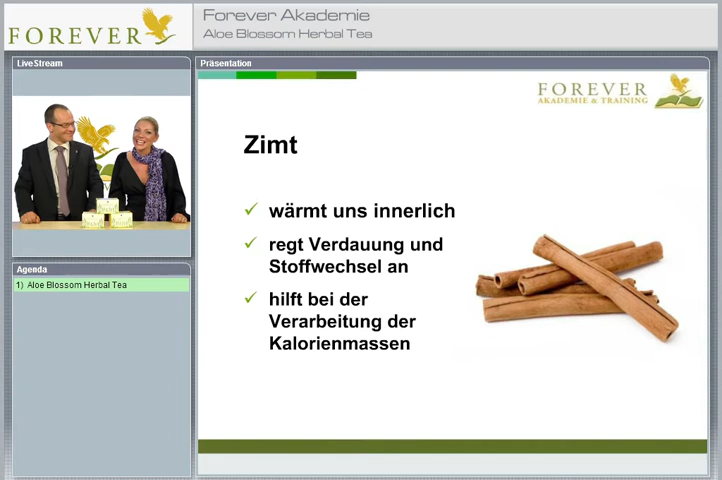 FOREVER
Forever Akademie
Aloe Blossom Herbal Tea
LiveStream
Agenda
1) Aloe Blossom Herbal Tea
Präsentation
FOREVER
AKADEMIE & TRAINING
Zimt
wärmt uns innerlich
regt Verdauung und
Stoffwechsel an
hilft bei der
Verarbeitung der
Kalorienmassen